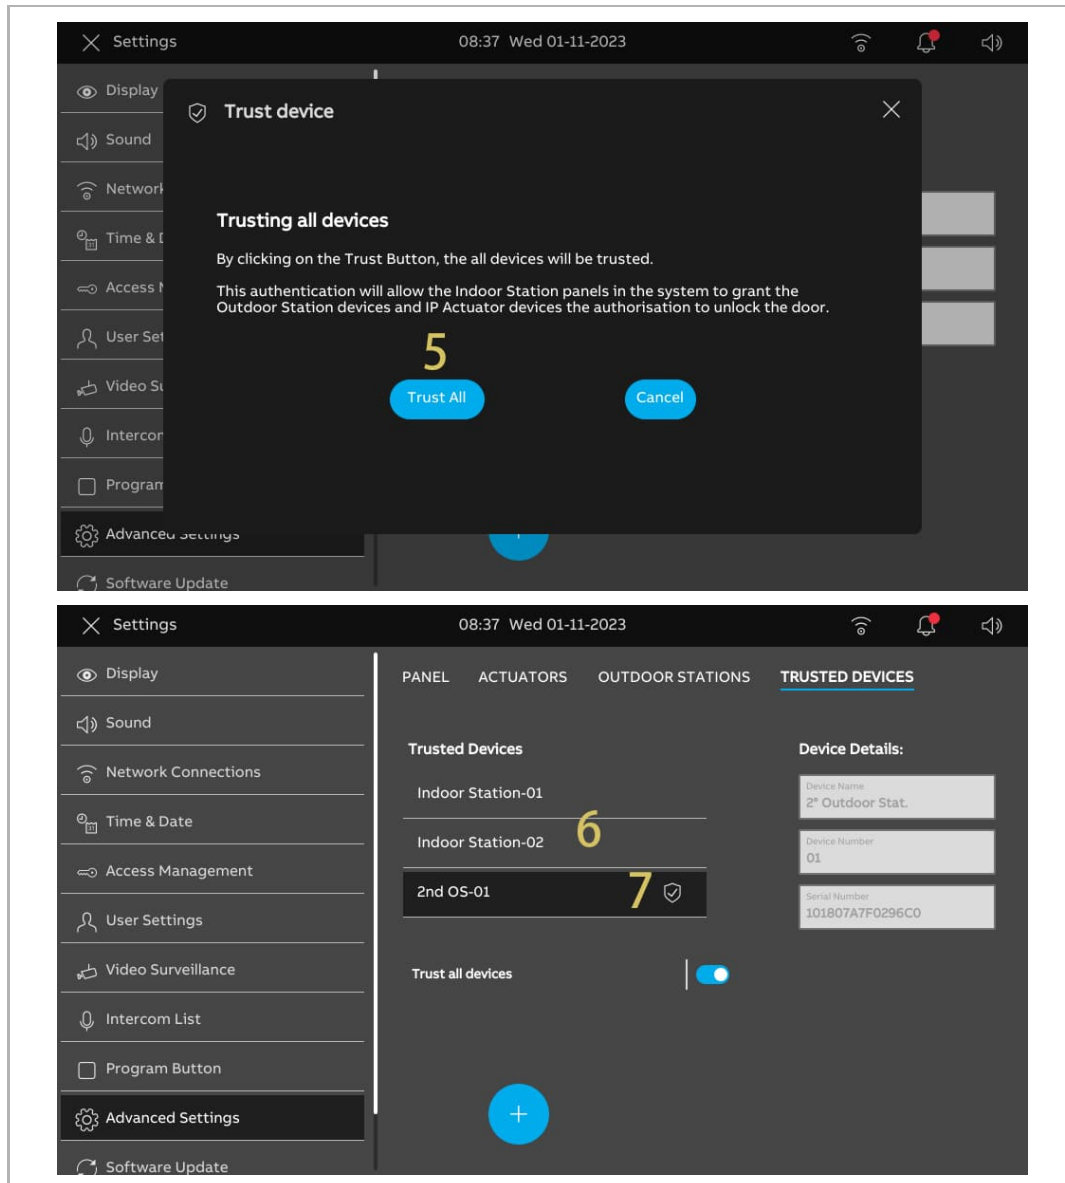 Settings
08:37 Wed 01-11-2023
Display
Trust device
Sound
Network
Trusting all devices
Time & D
By clicking on the Trust Button, the all devices will be trusted.
Access M
This authentication will allow the Indoor Station panels in the system to grant the
Outdoor Station devices and IP Actuator devices the authorisation to unlock the door.
User Set
5
Video Su
Trust All
Cancel
Intercom
Program
Advanced Settings
Software Update
Settings
08:37 Wed 01-11-2023
Display
PANEL ACTUATORS OUTDOOR STATIONS TRUSTED DEVICES
Sound
Trusted Devices
Device Details:
Network Connections
Indoor Station-01
Device Name
2° Outdoor Stat.
Time & Date
6
Indoor Station-02
Device Number
01
Access Management
2nd OS-01
7
Serial Number
101807A7F0296C0
User Settings
Video Surveillance
Trust all devices
Intercom List
Program Button
Advanced Settings
Software Update